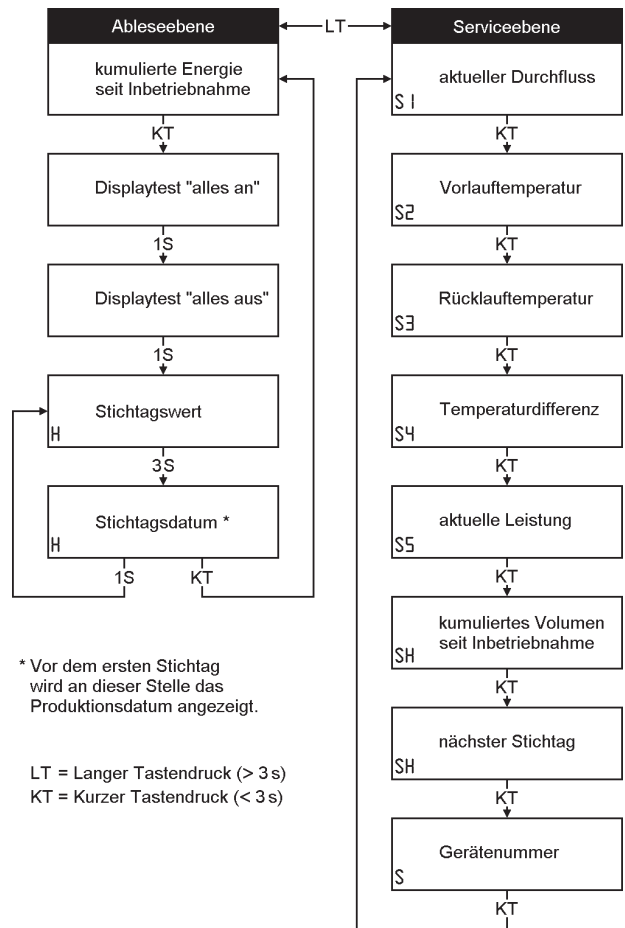 Ableseebene
LT
Serviceebene
kumulierte Energie
seit Inbetriebnahme
KT
Displaytest "alles an"
1S
Displaytest "alles aus"
1S
Stichtagswert
H
3S
Stichtagsdatum *
H
1S
KT
* Vor dem ersten Stichtag
wird an dieser Stelle das
Produktionsdatum angezeigt.
LT = Langer Tastendruck (> 3 s)
KT = Kurzer Tastendruck (< 3 s)
aktueller Durchfluss
S1
KT
Vorlauftemperatur
S2
KT
Rücklauftemperatur
S3
KT
Temperaturdifferenz
S4
KT
aktuelle Leistung
S5
KT
kumuliertes Volumen
seit Inbetriebnahme
SH
KT
nächster Stichtag
SH
KT
Gerätenummer
S
KT